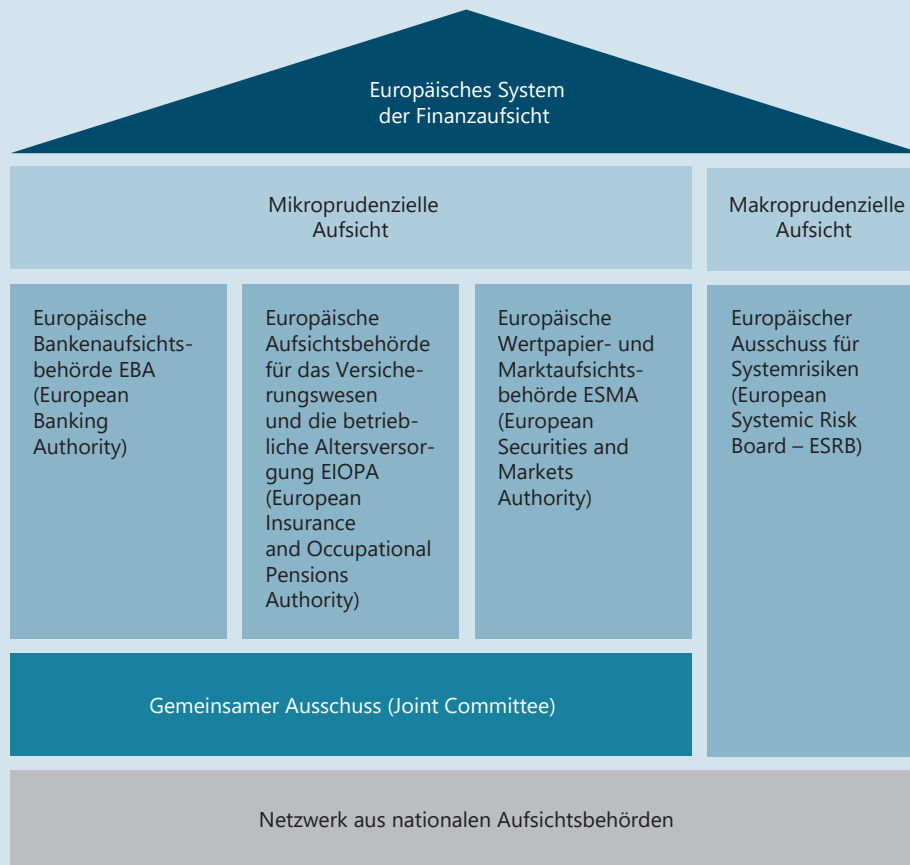 Europäisches System
der Finanzaufsicht
Mikroprudenzielle
Aufsicht
Makroprudenzielle
Aufsicht
Europäische
Bankenaufsichts-
behörde EBA
(European
Banking
Authority)
Europäische
Aufsichtsbehörde
für das Versiche-
rungswesen
und die betrieb-
liche Altersversor-
gung EIOPA
(European
Insurance
and Occupational
Pensions
Authority)
Europäische
Wertpapier- und
Marktaufsichts-
behörde ESMA
(European
Securities and
Markets
Authority)
Europäischer
Ausschuss für
Systemrisiken
(European
Systemic Risk
Board – ESRB)
Gemeinsamer Ausschuss (Joint Committee)
Netzwerk aus nationalen Aufsichtsbehörden